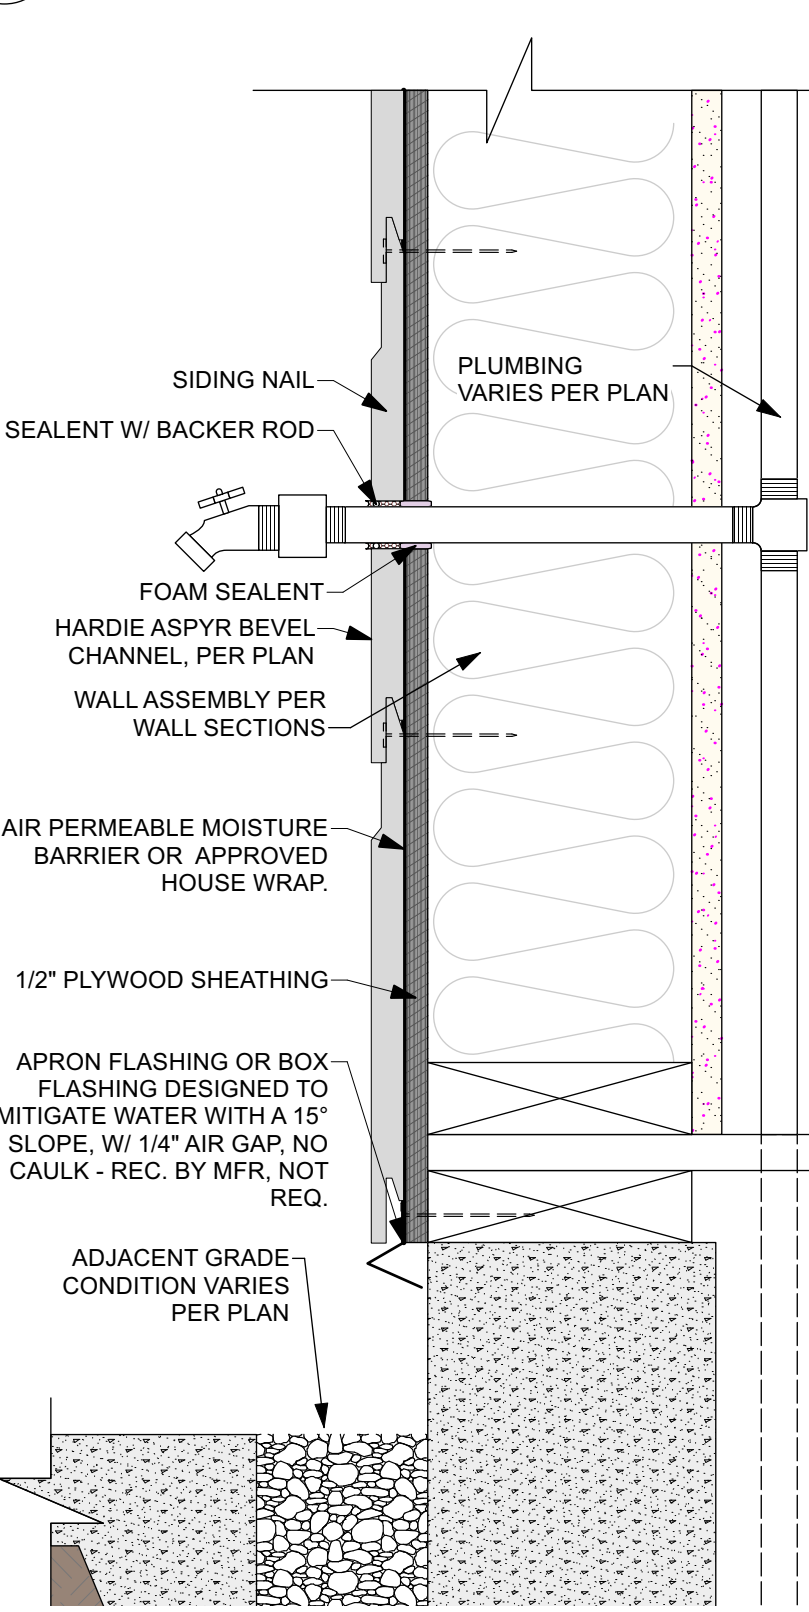 PLUMBING
VARIES PER PLAN
SIDING NAIL
SEALENT W/ BACKER ROD
FOAM SEALENT
HARDIE ASPYR BEVEL
CHANNEL, PER PLAN
WALL ASSEMBLY PER
WALL SECTIONS
AIR PERMEABLE MOISTURE
BARRIER OR APPROVED
HOUSE WRAP.
1/2" PLYWOOD SHEATHING
APRON FLASHING OR BOX
FLASHING DESIGNED TO
MITIGATE WATER WITH A 15°
SLOPE, W/ 1/4" AIR GAP, NO
CAULK - REC. BY MFR, NOT
REQ.
ADJACENT GRADE
CONDITION VARIES
PER PLAN